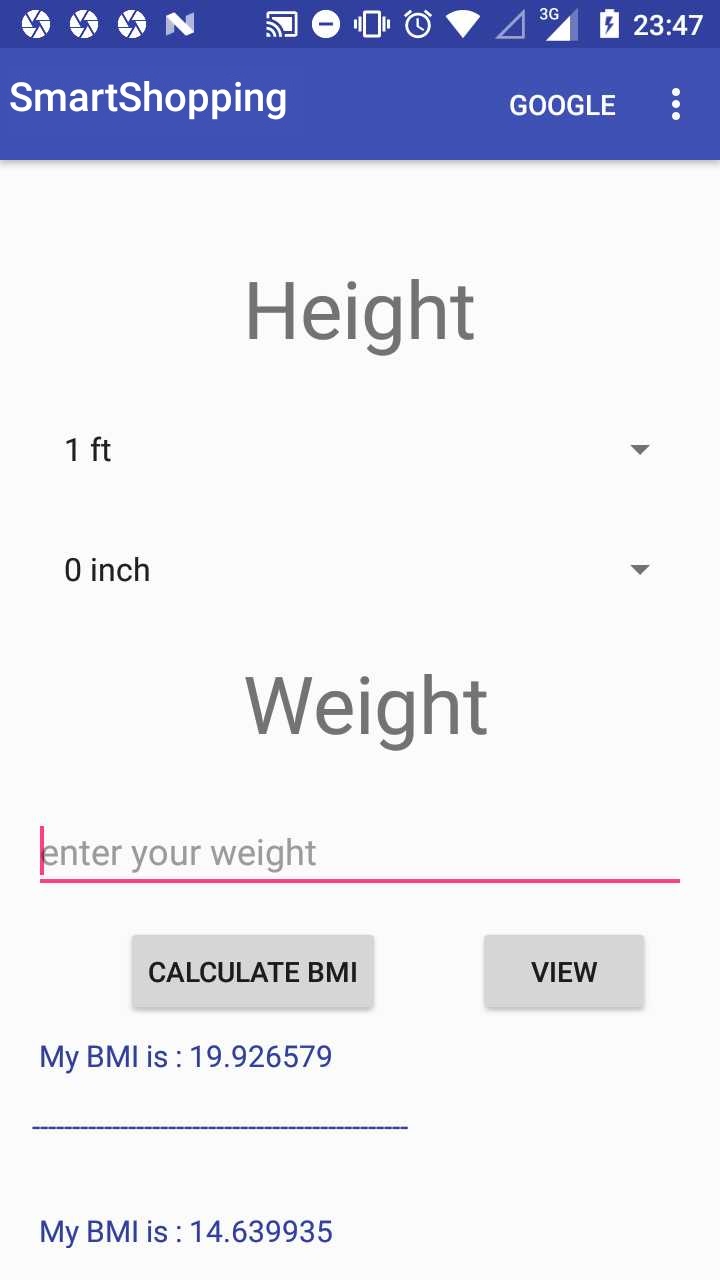 3G 23:47
SmartShopping GOOGLE
Height
1 ft
0 inch
Weight
enter your weight
CALCULATE BMI VIEW
My BMI is : 19.926579
-----------------------------------------------
My BMI is : 14.639935